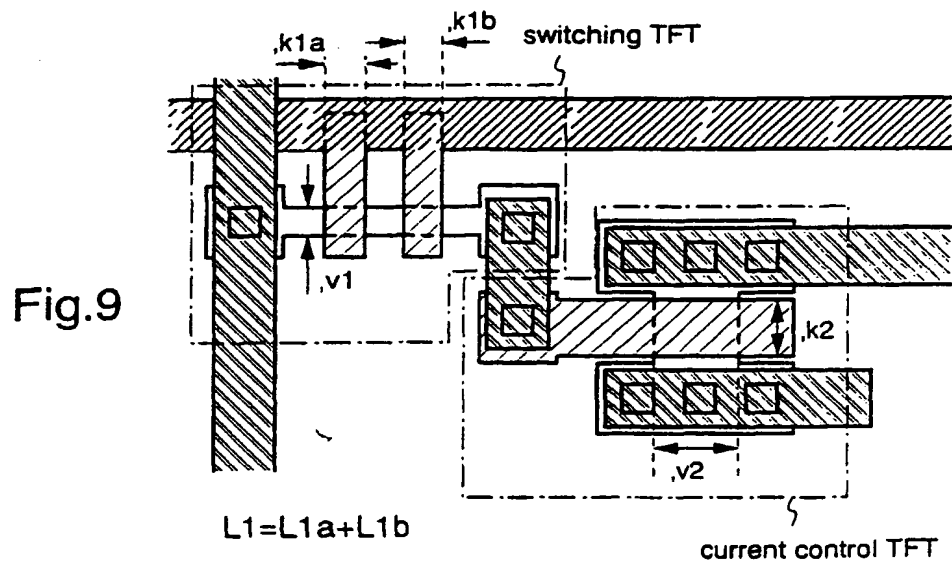 ,k1a
,k1b
switching TFT
,v1
Fig.9
,k2
,v2
L1=L1a+L1b
current control TFT